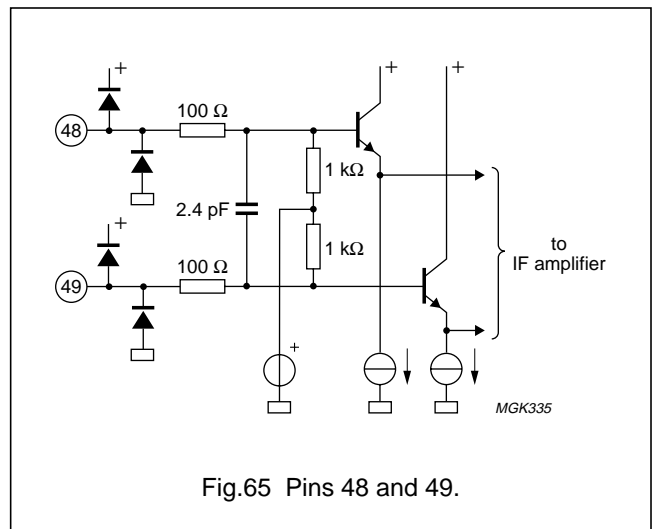 +
+
+
48
100 Ω
1 kΩ
2.4 pF
+
1 kΩ
to
IF amplifier
49
100 Ω
+
MGK335
Fig.65 Pins 48 and 49.